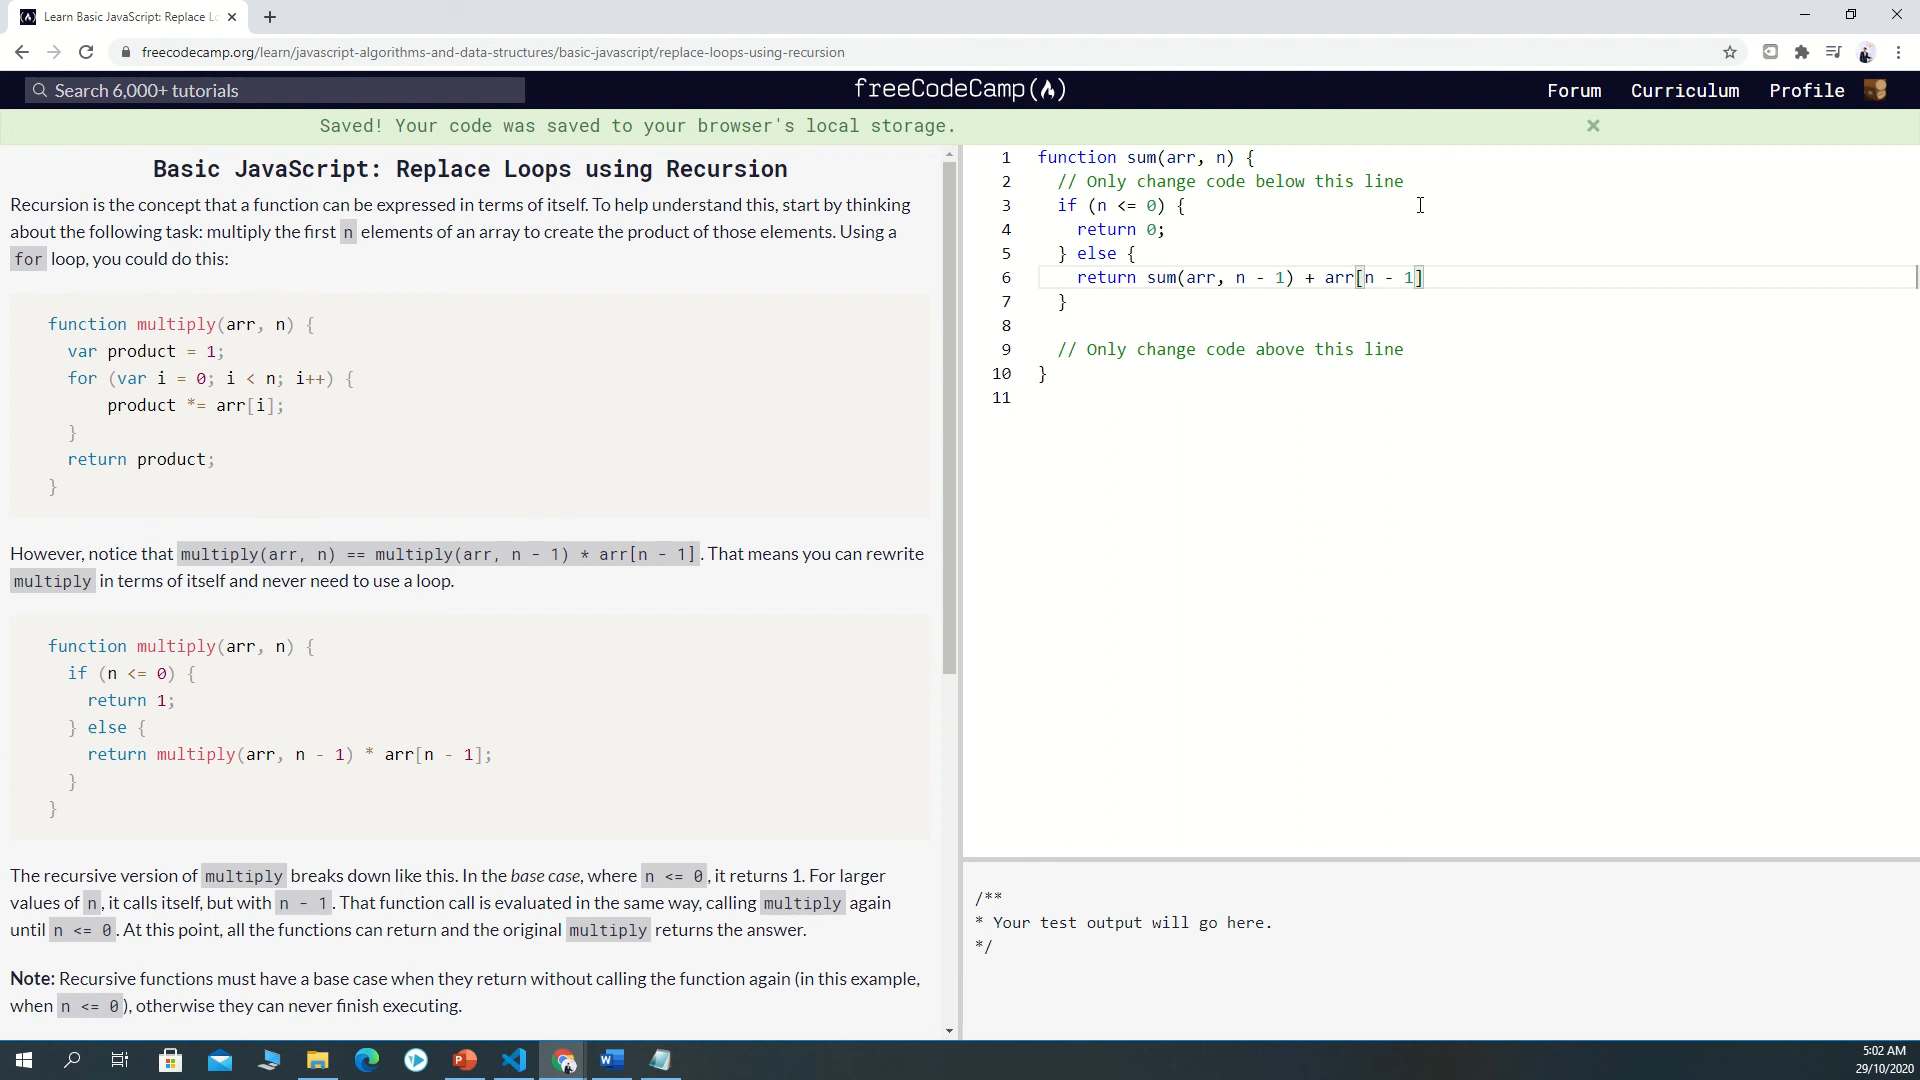 Learn Basic JavaScript: Replace Lo
freecodecamp.org/learn/javascript-algorithms-and-data-structures/basic-javascript/replace-loops-using-recursion
Search 6,000+ tutorials
freeCodeCamp
Forum Curriculum Profile
Saved! Your code was saved to your browser's local storage.
Basic JavaScript: Replace Loops using Recursion
Recursion is the concept that a function can be expressed in terms of itself. To help understand this, start by thinking
about the following task: multiply the first n elements of an array to create the product of those elements. Using a
for loop, you could do this:
function multiply(arr, n) {
var product = 1;
for (var i = 0; i < n; i++) {
product *= arr[i];
}
return product;
}
However, notice that multiply(arr, n) == multiply(arr, n - 1) * arr[n - 1]. That means you can rewrite
multiply in terms of itself and never need to use a loop.
function multiply(arr, n) {
if (n <= 0) {
return 1;
} else {
return multiply(arr, n - 1) * arr[n - 1];
}
}
The recursive version of multiply breaks down like this. In the base case, where n <= 0, it returns 1. For larger
values of n, it calls itself, but with n - 1. That function call is evaluated in the same way, calling multiply again
until n <= 0. At this point, all the functions can return and the original multiply returns the answer.
Note: Recursive functions must have a base case when they return without calling the function again (in this example,
when n <= 0), otherwise they can never finish executing.
1 function sum(arr, n) {
2 // Only change code below this line
3 if (n <= 0) {
4 return 0;
5 } else {
6 return sum(arr, n - 1) + arr[n - 1]
7 }
8
9 // Only change code above this line
10 }
11
/**
* Your test output will go here.
*/
5:02 AM
29/10/2020